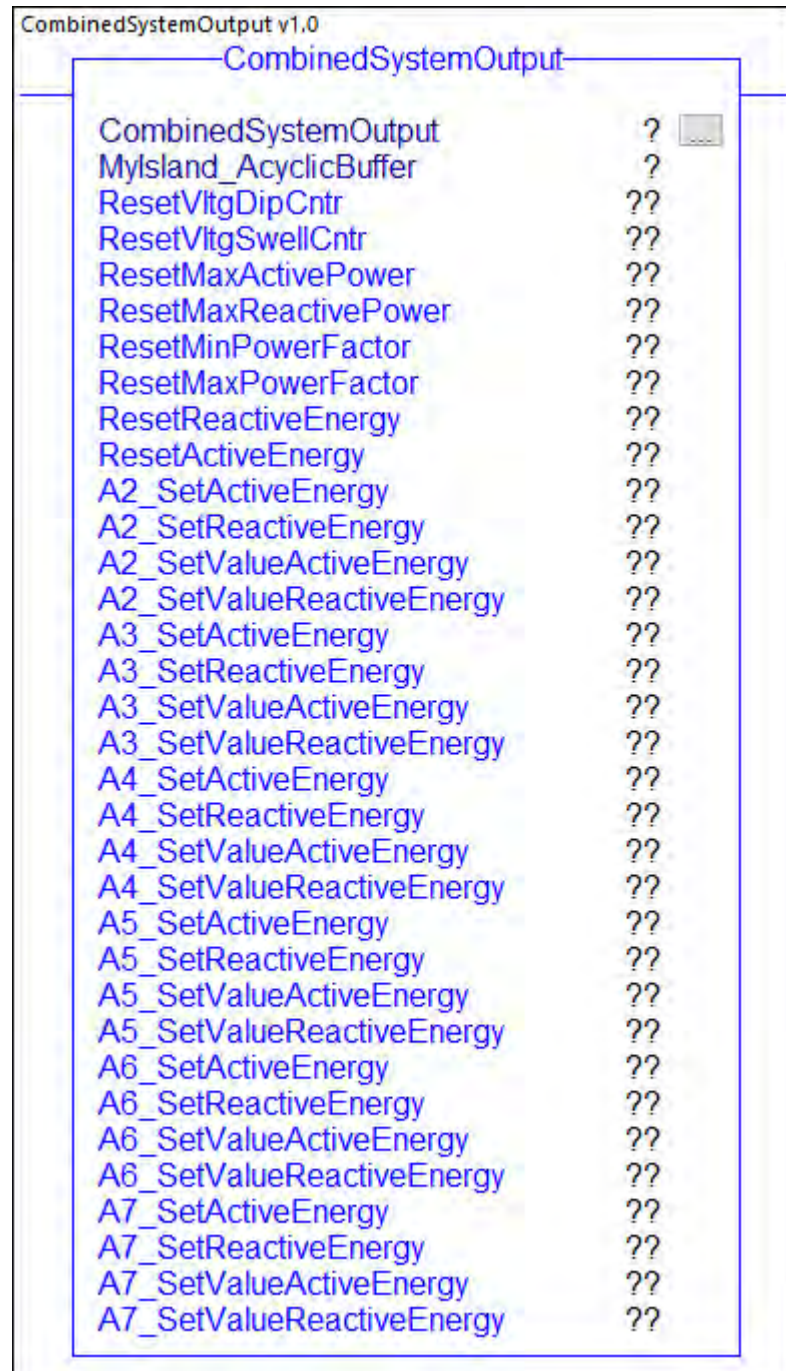 CombinedSystemOutput v1.0
CombinedSystemOutput
CombinedSystemOutput ? ...
MyIsland_AcyclicBuffer ?
ResetVltgDipCntr ??
ResetVltgSwellCntr ??
ResetMaxActivePower ??
ResetMaxReactivePower ??
ResetMinPowerFactor ??
ResetMaxPowerFactor ??
ResetReactiveEnergy ??
ResetActiveEnergy ??
A2_SetActiveEnergy ??
A2_SetReactiveEnergy ??
A2_SetValueActiveEnergy ??
A2_SetValueReactiveEnergy ??
A3_SetActiveEnergy ??
A3_SetReactiveEnergy ??
A3_SetValueActiveEnergy ??
A3_SetValueReactiveEnergy ??
A4_SetActiveEnergy ??
A4_SetReactiveEnergy ??
A4_SetValueActiveEnergy ??
A4_SetValueReactiveEnergy ??
A5_SetActiveEnergy ??
A5_SetReactiveEnergy ??
A5_SetValueActiveEnergy ??
A5_SetValueReactiveEnergy ??
A6_SetActiveEnergy ??
A6_SetReactiveEnergy ??
A6_SetValueActiveEnergy ??
A6_SetValueReactiveEnergy ??
A7_SetActiveEnergy ??
A7_SetReactiveEnergy ??
A7_SetValueActiveEnergy ??
A7_SetValueReactiveEnergy ??